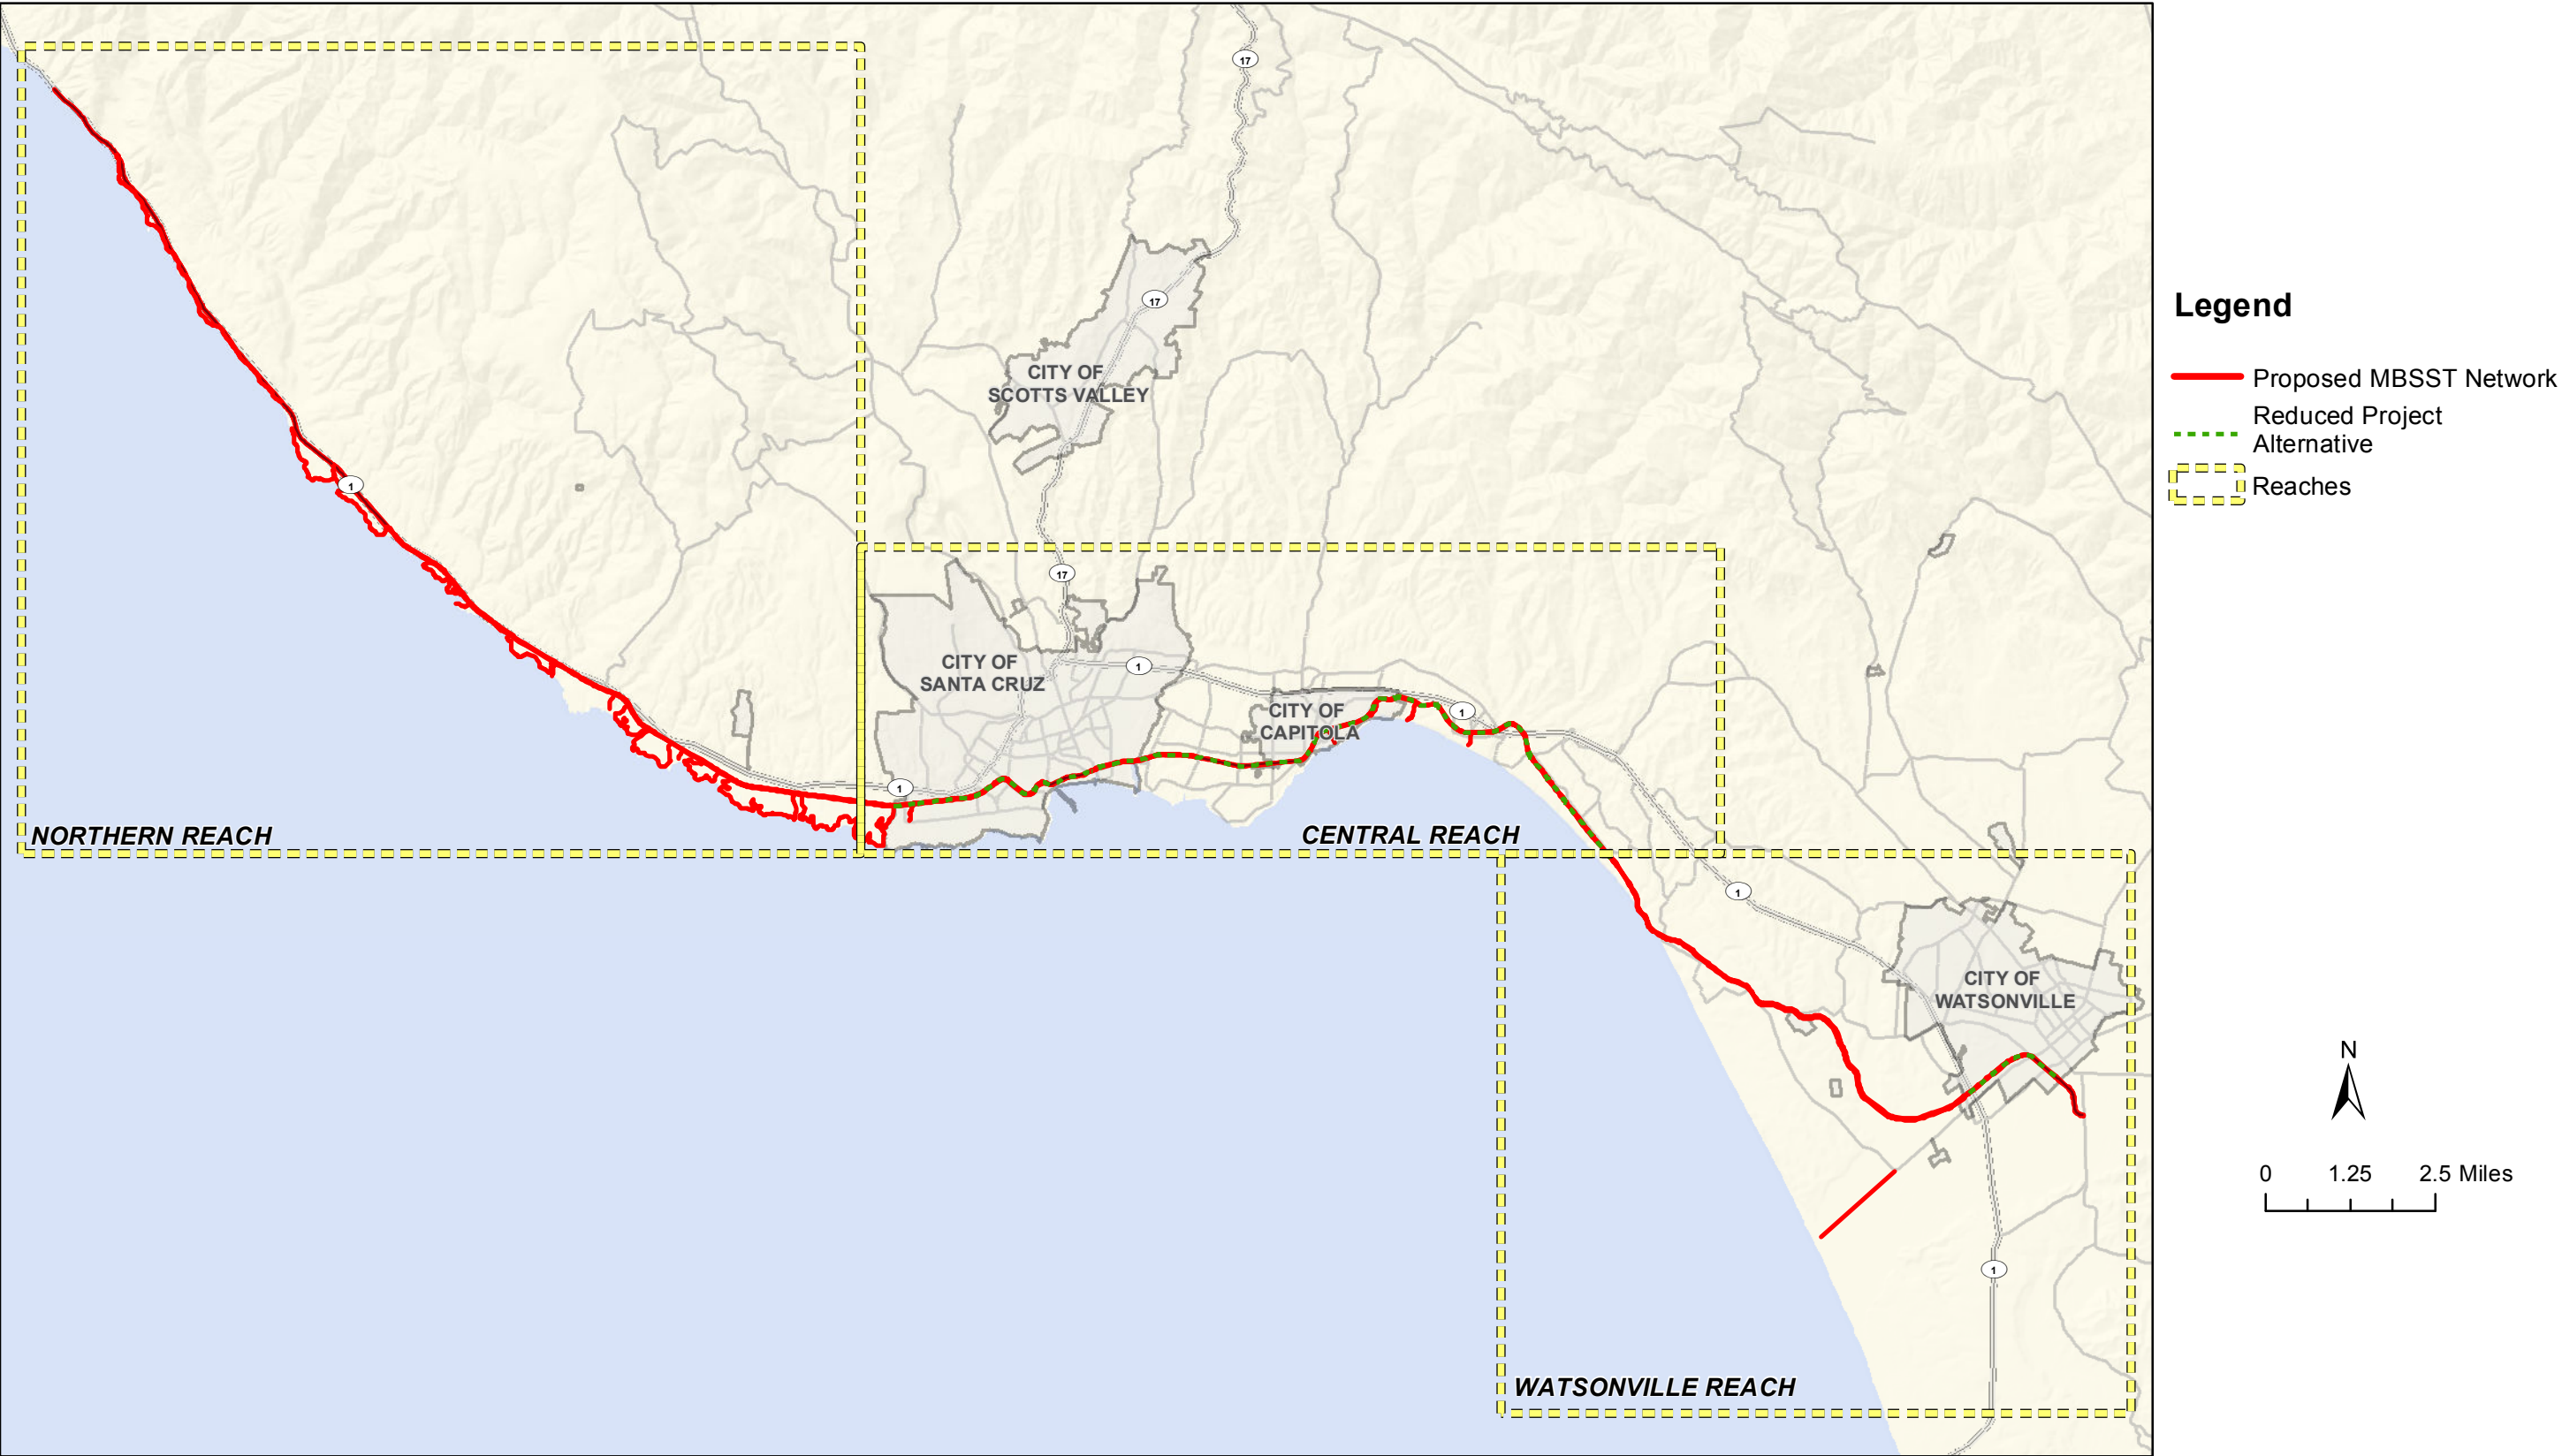 17
17
CITY OF
SCOTTS VALLEY
1
17
CITY OF
SANTA CRUZ
1
CITY OF
CAPITOLA
1
1
NORTHERN REACH
CENTRAL REACH
1
CITY OF
WATSONVILLE
1
WATSONVILLE REACH
Legend
Proposed MBSST Network
Reduced Project
Alternative
Reaches
N
0 1.25 2.5 Miles